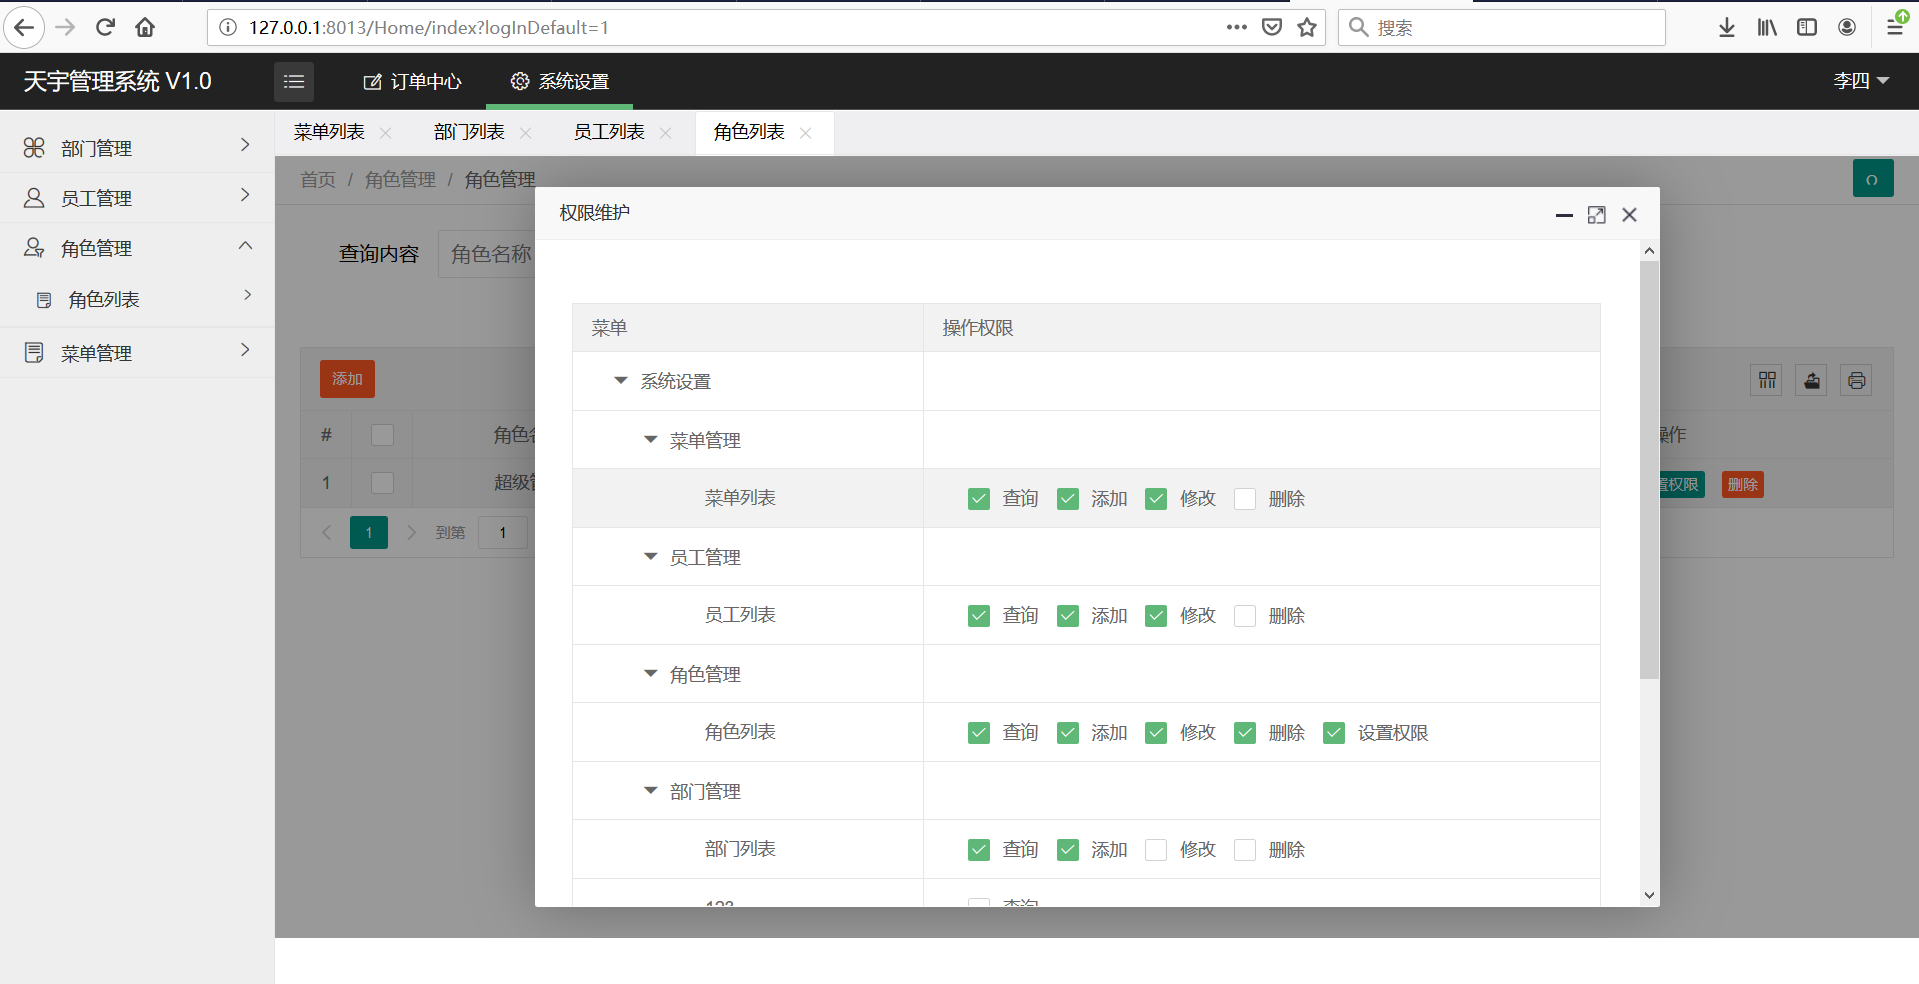 127.0.0.1:8013/Home/index?logInDefault=1
搜索
天宇管理系统 V1.0
订单中心
系统设置
李四
部门管理
员工管理
角色管理
角色列表
菜单管理
菜单列表
部门列表
员工列表
角色列表
首页 / 角色管理 / 角色管理
查询内容
角色名称
添加
#
角色
操作
1
超级
置权限
删除
1
到第
1
权限维护
菜单
操作权限
系统设置
菜单管理
菜单列表 查询 添加 修改 删除
员工管理
员工列表 查询 添加 修改 删除
角色管理
角色列表 查询 添加 修改 删除 设置权限
部门管理
部门列表 查询 添加 修改 删除
123 查询